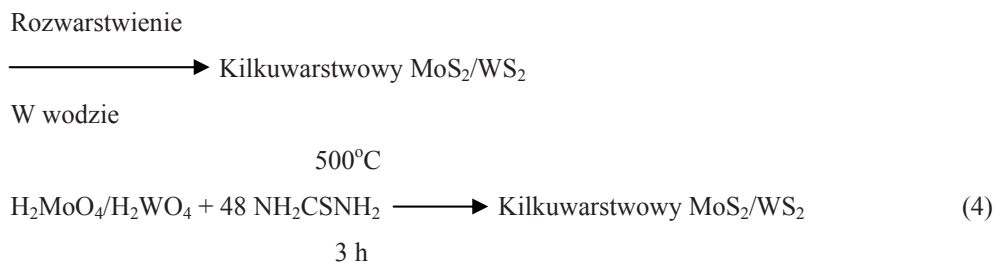 Rozwarstwienie
⟶ Kilkuwarstwowy MoS₂/WS₂
W wodzie
500°C
H₂MoO₄/H₂WO₄ + 48 NH₂CSNH₂ ⟶ Kilkuwarstwowy MoS₂/WS₂ (4)
3 h